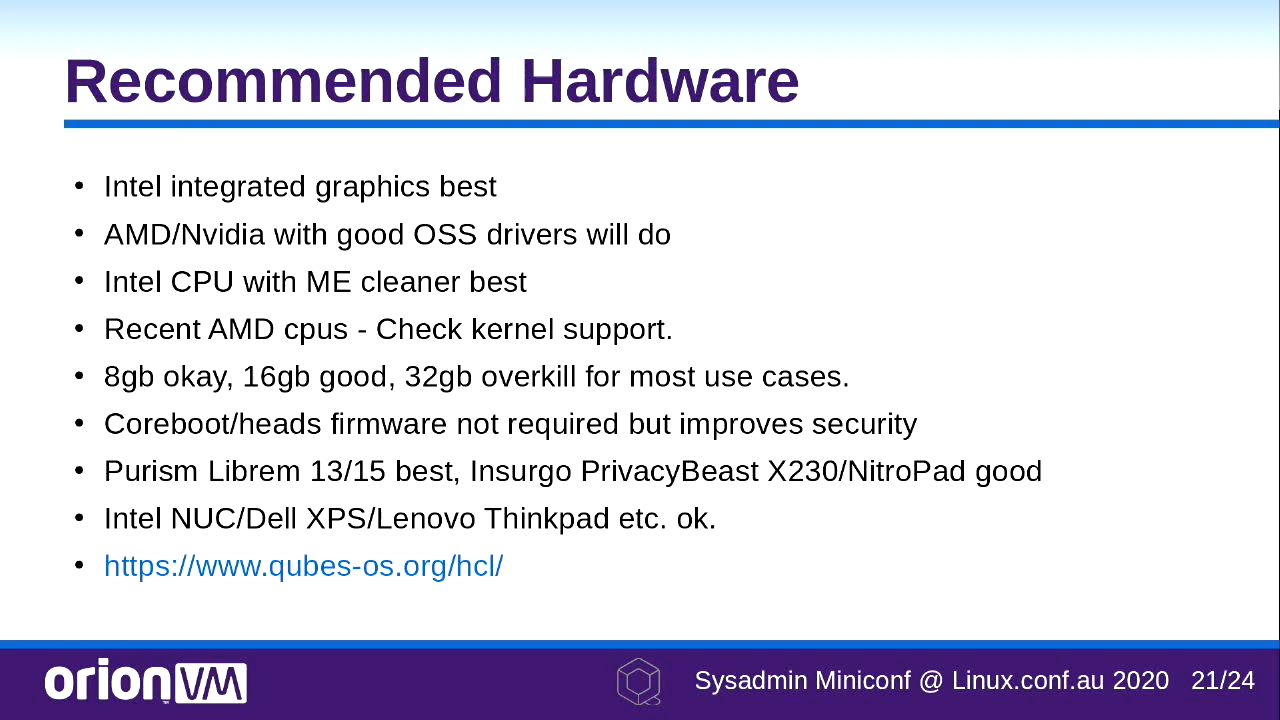 Recommended Hardware
• Intel integrated graphics best
• AMD/Nvidia with good OSS drivers will do
• Intel CPU with ME cleaner best
• Recent AMD cpus - Check kernel support.
• 8gb okay, 16gb good, 32gb overkill for most use cases.
• Coreboot/heads firmware not required but improves security
• Purism Librem 13/15 best, Insurgo PrivacyBeast X230/NitroPad good
• Intel NUC/Dell XPS/Lenovo Thinkpad etc. ok.
• https://www.qubes-os.org/hcl/
orionVM™ Sysadmin Miniconf @ Linux.conf.au 2020 21/24